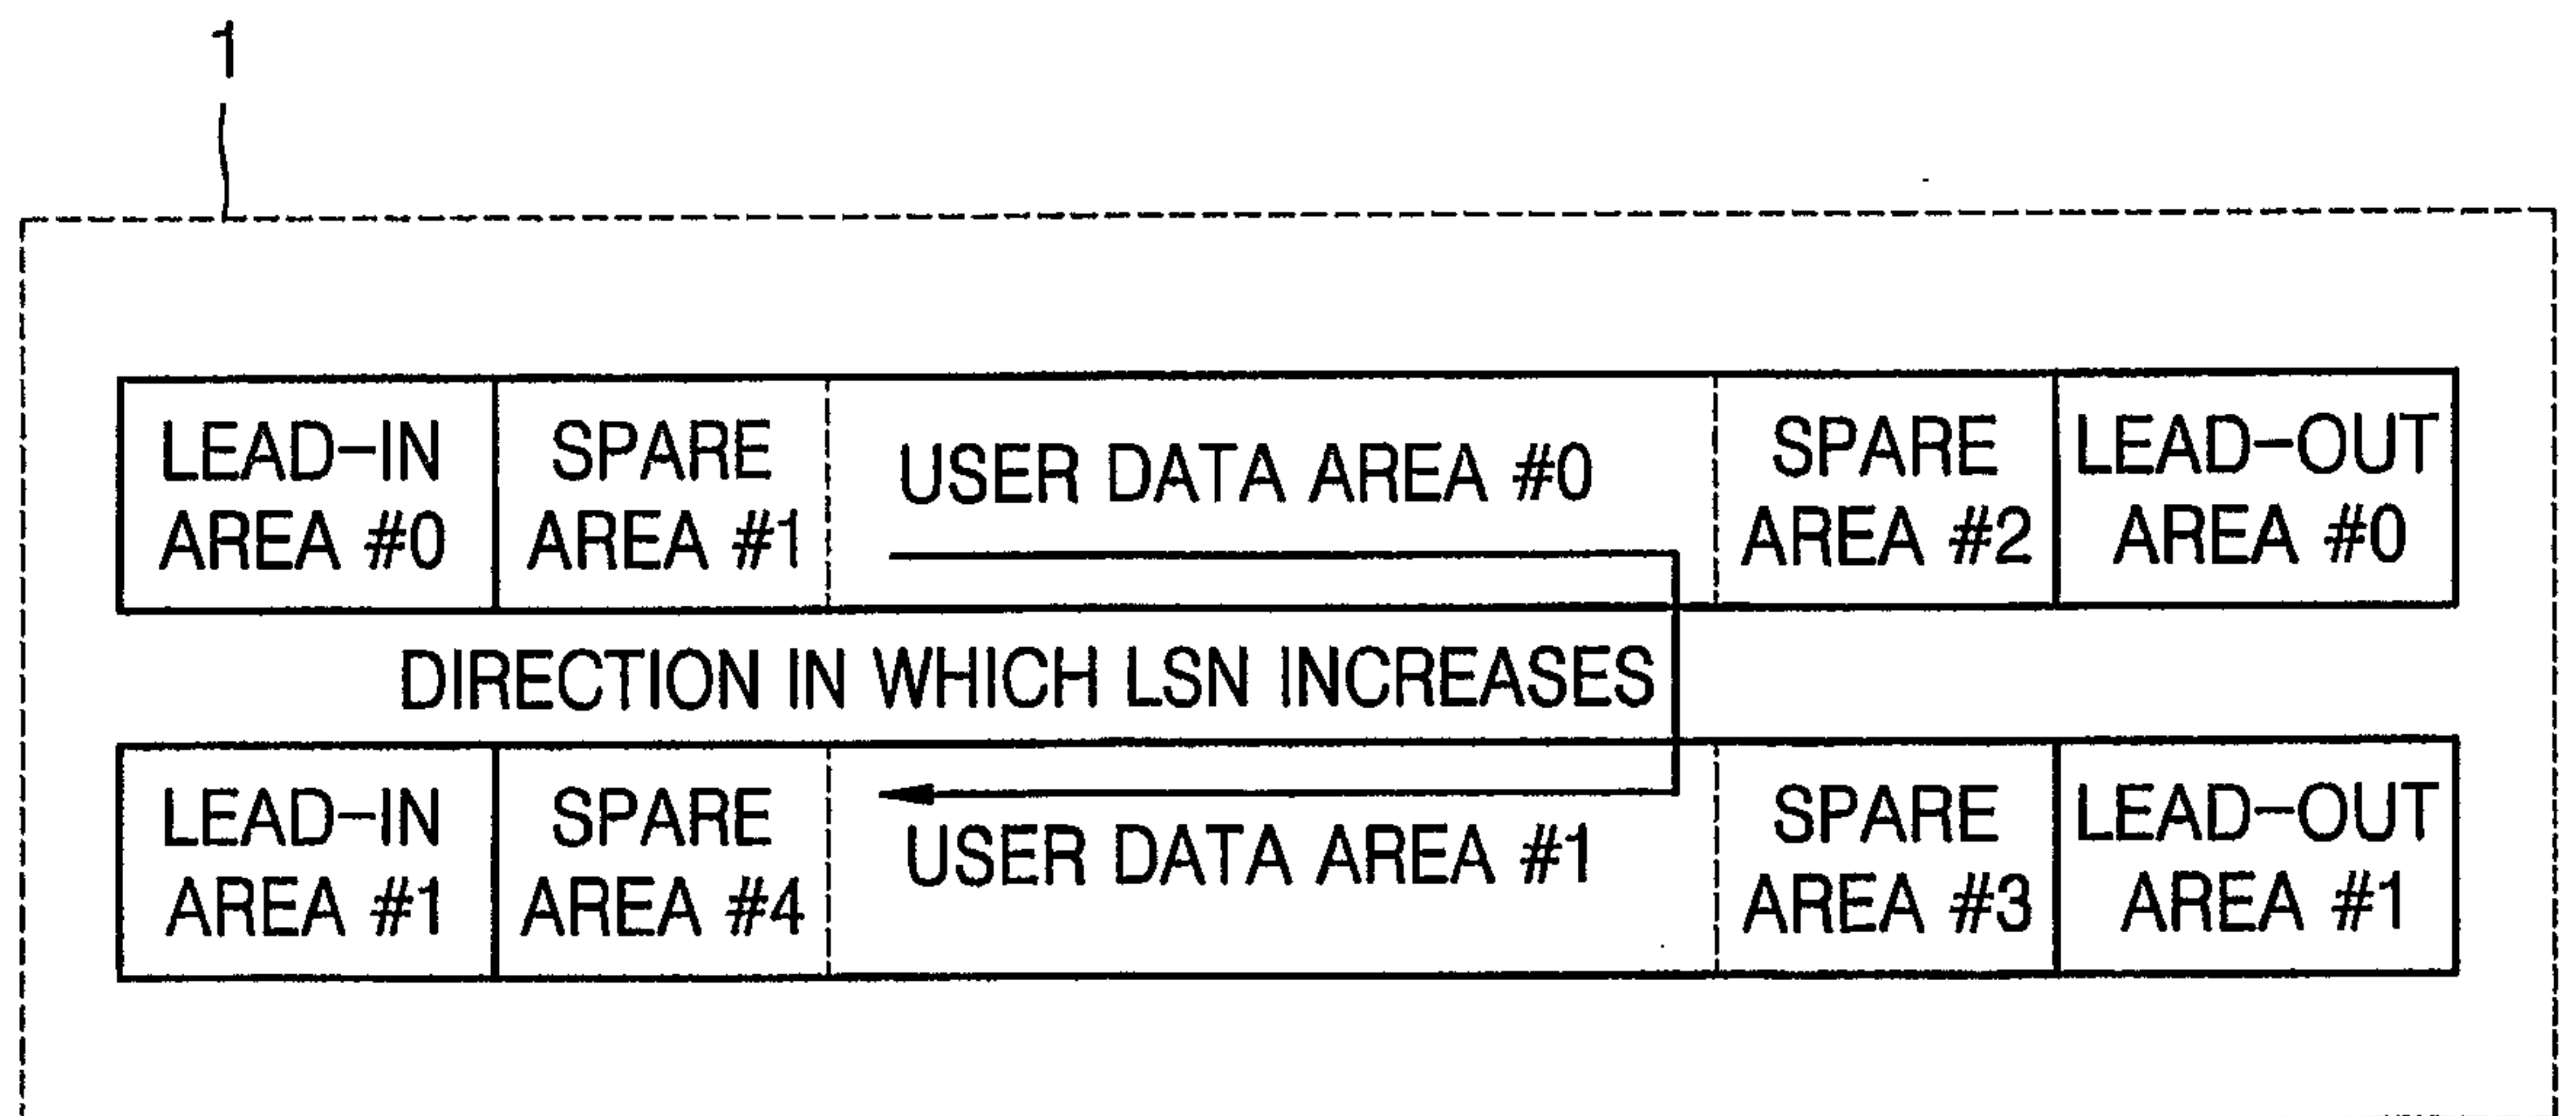 1
LEAD-IN
AREA #0
SPARE
AREA #1
USER DATA AREA #0
SPARE
AREA #2
LEAD-OUT
AREA #0
DIRECTION IN WHICH LSN INCREASES
LEAD-IN
AREA #1
SPARE
AREA #4
USER DATA AREA #1
SPARE
AREA #3
LEAD-OUT
AREA #1